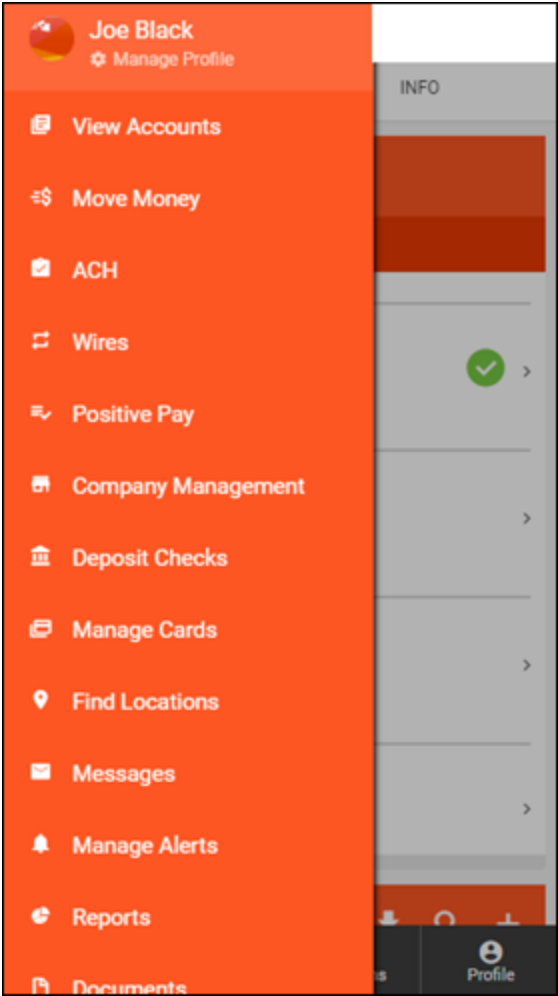 Joe Black
Manage Profile
INFO
View Accounts
Move Money
ACH
Wires
Positive Pay
Company Management
Deposit Checks
Manage Cards
Find Locations
Messages
Manage Alerts
Reports
Documents
Profile